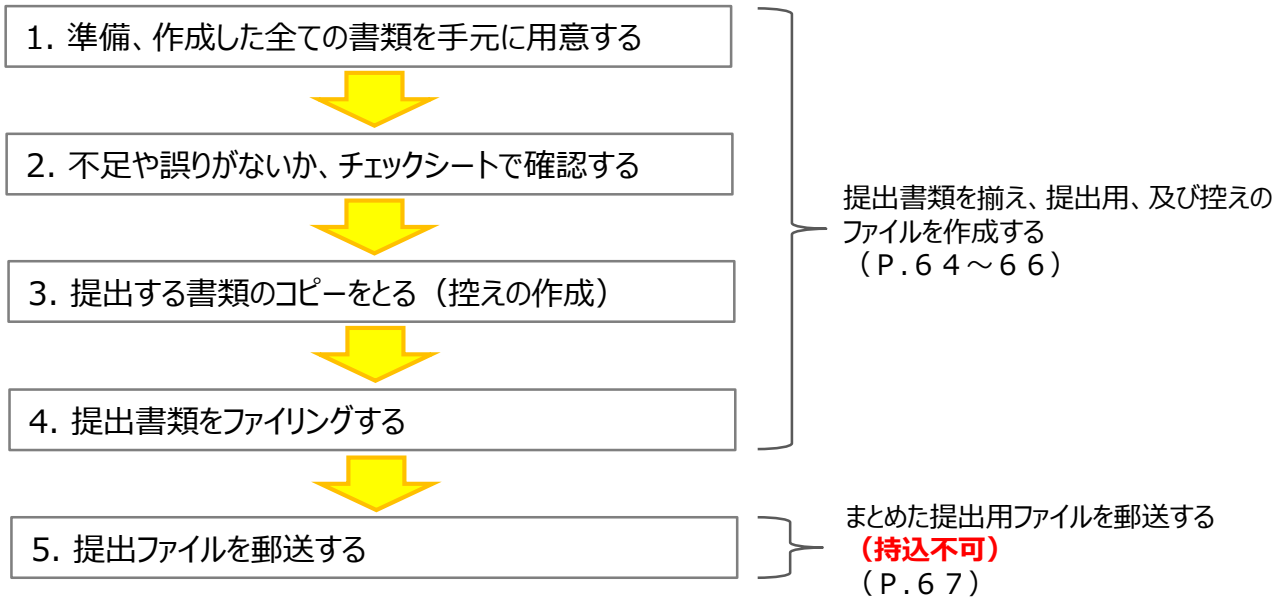 1. 準備、作成した全ての書類を手元に用意する
2. 不足や誤りがないか、チェックシートで確認する
3. 提出する書類のコピーをとる（控えの作成）
4. 提出書類をファイリングする
提出書類を揃え、提出用、及び控えの
ファイルを作成する
（Ｐ.６４～６６）
5. 提出ファイルを郵送する
まとめた提出用ファイルを郵送する
（持込不可）
（Ｐ.６７）